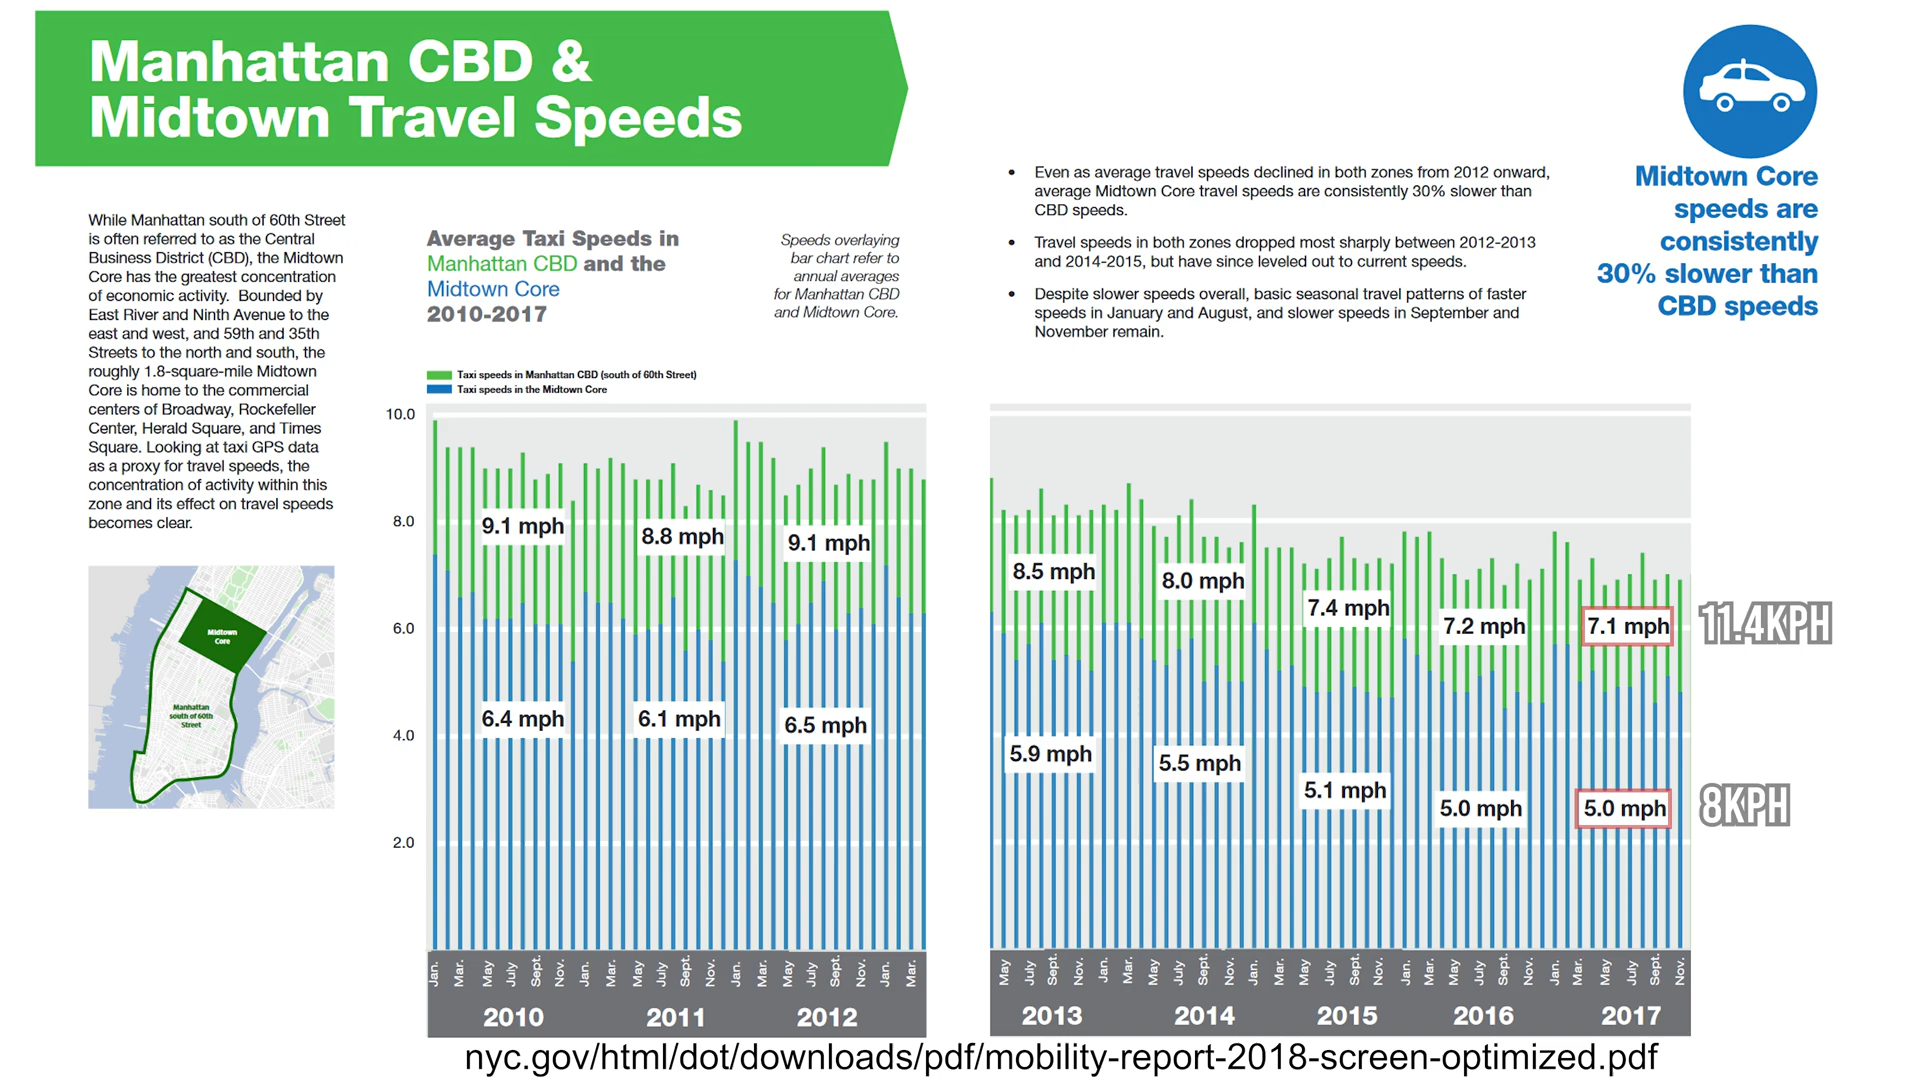 Manhattan CBD &
Midtown Travel Speeds
While Manhattan south of 60th Street
is often referred to as the Central
Business District (CBD), the Midtown
Core has the greatest concentration
of economic activity. Bounded by
East River and Ninth Avenue to the
east and west, and 59th and 35th
Streets to the north and south, the
roughly 1.8-square-mile Midtown
Core is home to the commercial
centers of Broadway, Rockefeller
Center, Herald Square, and Times
Square. Looking at taxi GPS data
as a proxy for travel speeds, the
concentration of activity within this
zone and its effect on travel speeds
becomes clear.
Midtown
Core
Manhattan
south of 60th
Street
Average Taxi Speeds in
Manhattan CBD and the
Midtown Core
2010-2017
Speeds overlaying
bar chart refer to
annual averages
for Manhattan CBD
and Midtown Core.
• Even as average travel speeds declined in both zones from 2012 onward,
average Midtown Core travel speeds are consistently 30% slower than
CBD speeds.
• Travel speeds in both zones dropped most sharply between 2012-2013
and 2014-2015, but have since leveled out to current speeds.
• Despite slower speeds overall, basic seasonal travel patterns of faster
speeds in January and August, and slower speeds in September and
November remain.
Midtown Core
speeds are
consistently
30% slower than
CBD speeds
Taxi speeds in Manhattan CBD (south of 60th Street)
Taxi speeds in the Midtown Core
10.0
8.0
6.0
4.0
2.0
9.1 mph 8.8 mph 9.1 mph 8.5 mph 8.0 mph 7.4 mph 7.2 mph 7.1 mph 11.4KPH
6.4 mph 6.1 mph 6.5 mph 5.9 mph 5.5 mph 5.1 mph 5.0 mph 5.0 mph 8KPH
Jan. Mar. May July Sept. Nov. Jan. Mar. May July Sept. Nov. Jan. Mar. May July Sept. Nov. Jan. Mar. May July Sept. Nov. Jan. Mar. May July Sept. Nov. Jan. Mar. May July Sept. Nov. Jan. Mar. May July Sept. Nov. Jan. Mar. May July Sept. Nov.
2010 2011 2012 2013 2014 2015 2016 2017
nyc.gov/html/dot/downloads/pdf/mobility-report-2018-screen-optimized.pdf